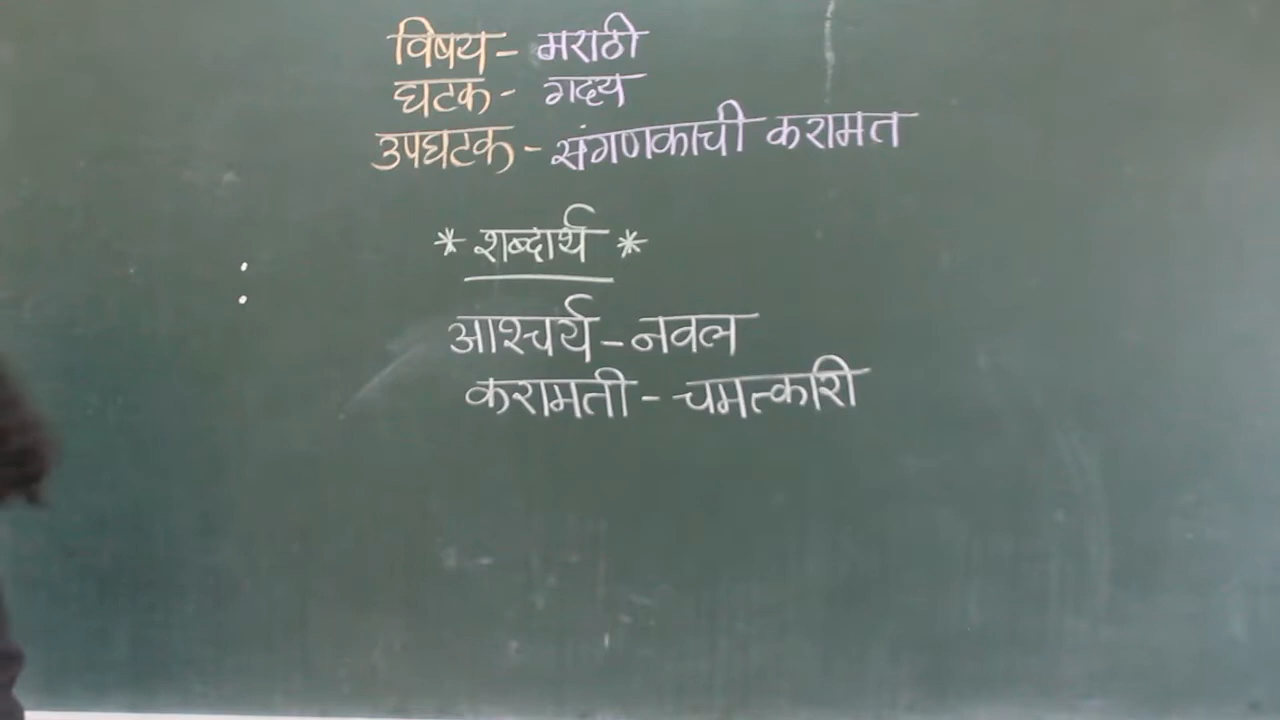 विषय - मराठी
घटक - गद्य
उपघटक - संगणकाची करामत
* शब्दार्थ *
आश्चर्य - नवल
करामती - चमत्कारी